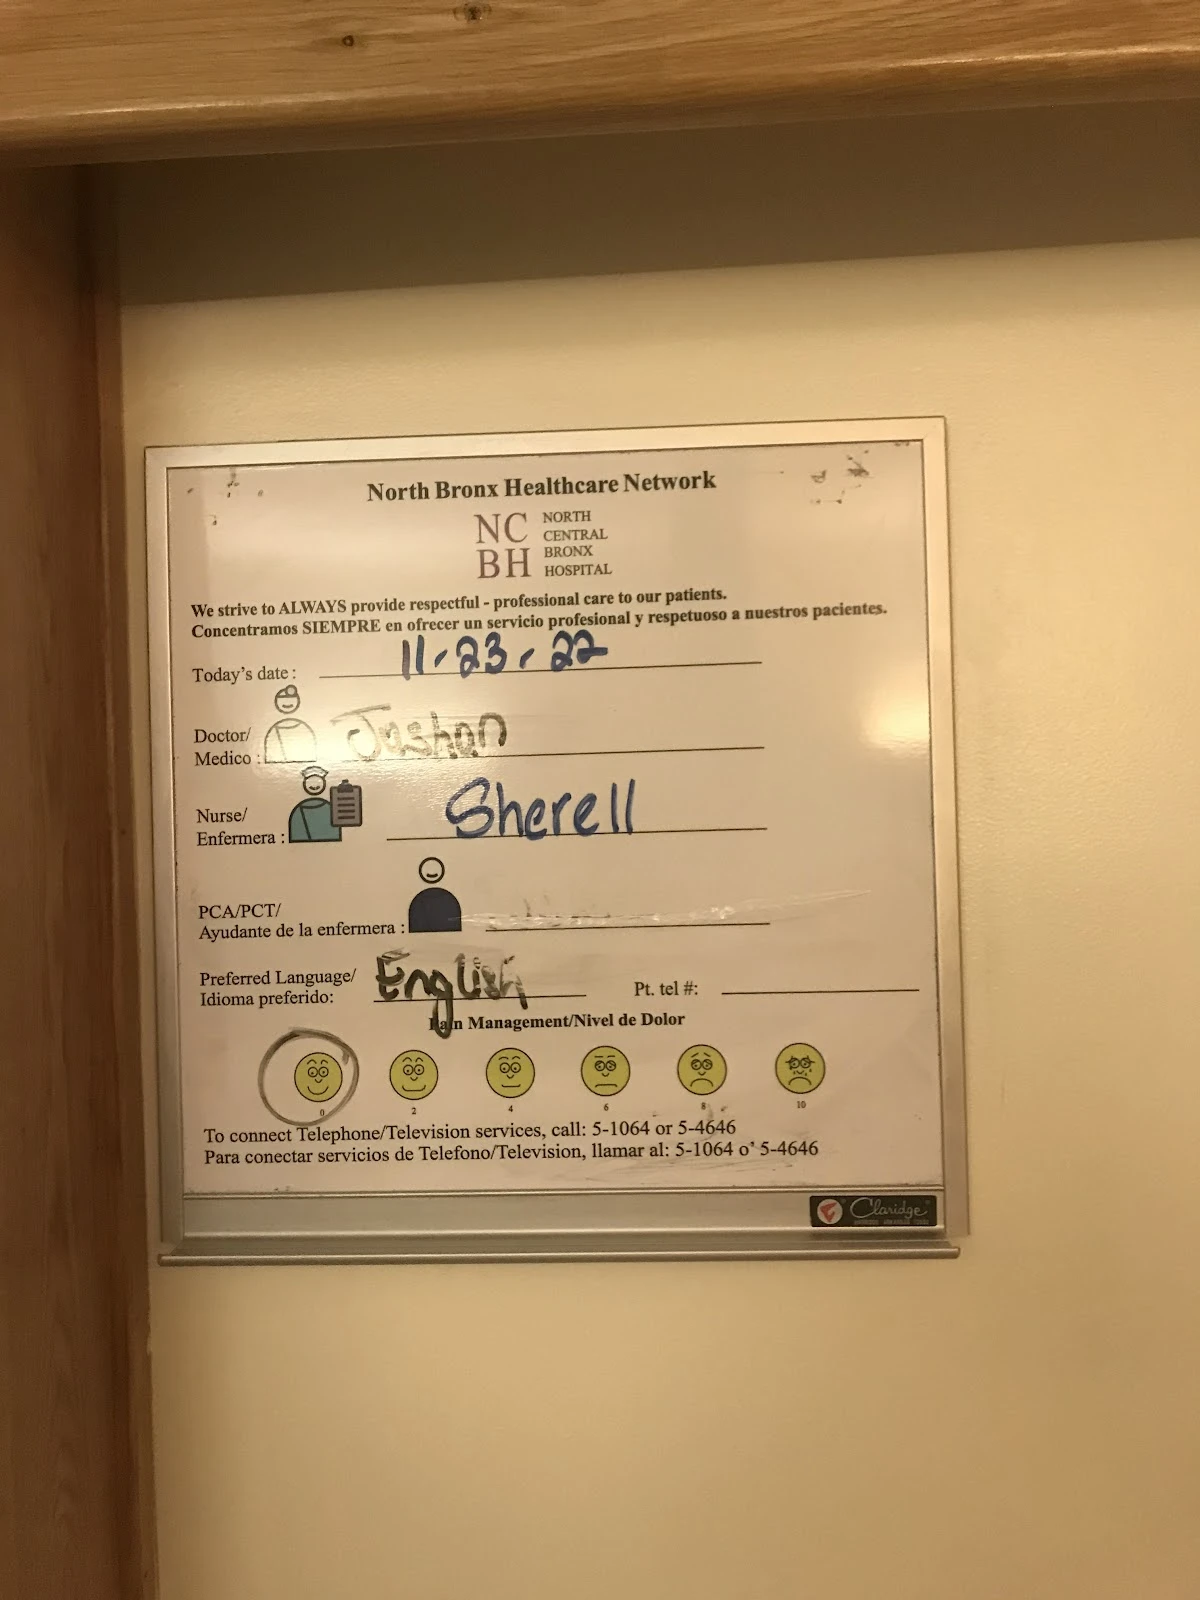 North Bronx Healthcare Network
NC
BH
NORTH
CENTRAL
BRONX
HOSPITAL
We strive to ALWAYS provide respectful - professional care to our patients.
Concentramos SIEMPRE en ofrecer un servicio profesional y respetuoso a nuestros pacientes.
Today's date : 11.23.22
Doctor/
Medico :
Nurse/
Enfermera : Sherell
PCA/PCT/
Ayudante de la enfermera :
Preferred Language/
Idioma preferido: English Pt. tel #:
Pain Management/Nivel de Dolor
0 2 4 6 8 10
To connect Telephone/Television services, call: 5-1064 or 5-4646
Para conectar servicios de Telefono/Television, llamar al: 5-1064 o' 5-4646
Claridge